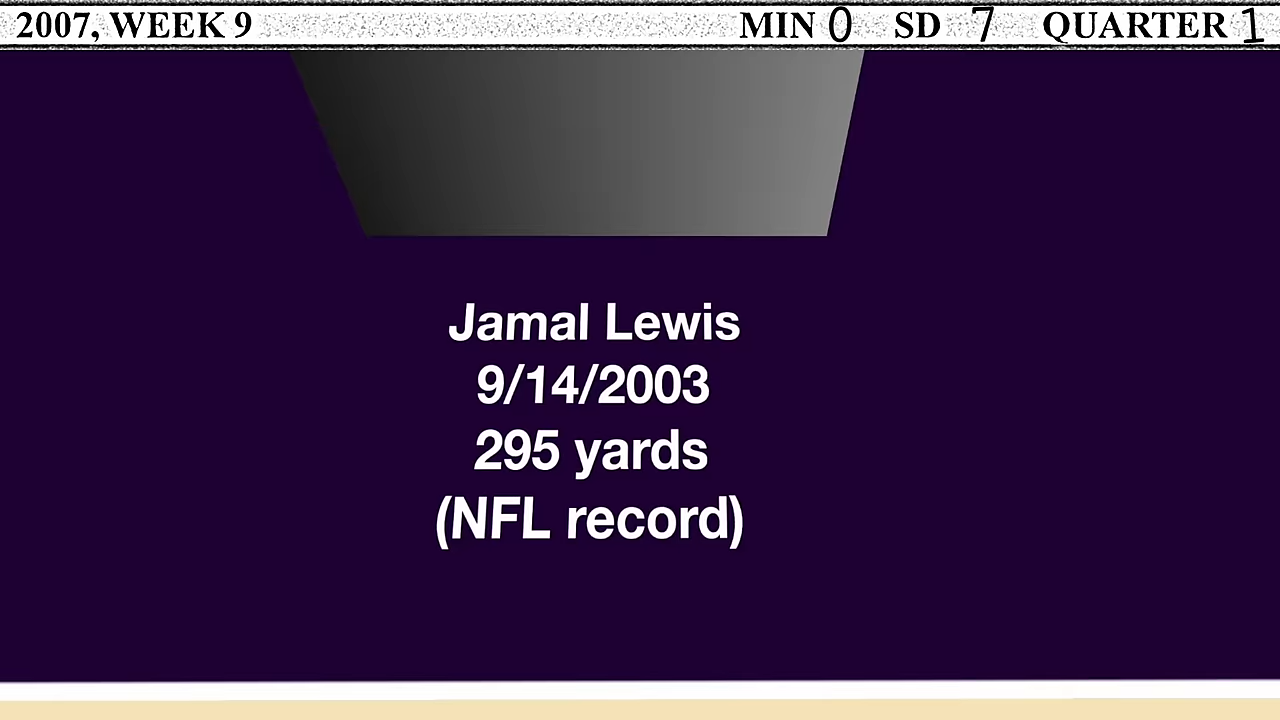 2007, WEEK 9 MIN 0 SD 7 QUARTER 1
Jamal Lewis
9/14/2003
295 yards
(NFL record)